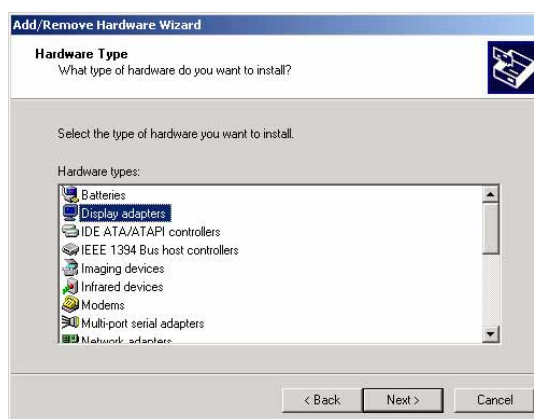 Add/Remove Hardware Wizard
Hardware Type
What type of hardware do you want to install?
Select the type of hardware you want to install.
Hardware types:
Batteries
Display adapters
IDE ATA/ATAPI controllers
IEEE 1394 Bus host controllers
Imaging devices
Infrared devices
Modems
Multi-port serial adapters
Network adapters
< Back
Next >
Cancel